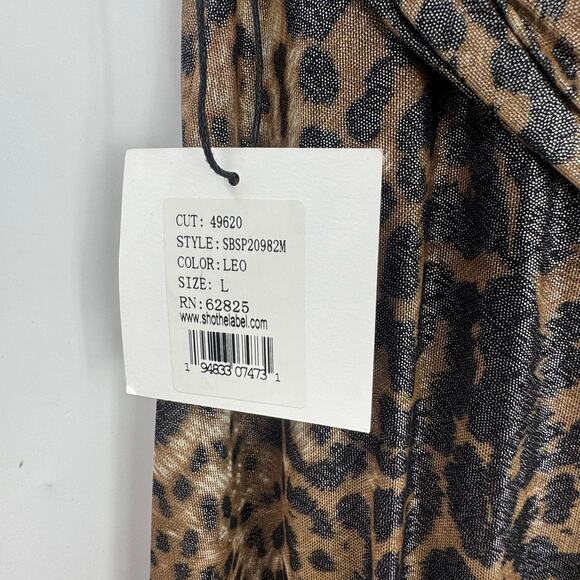 CUT: 49620
STYLE:SBSP20982M
COLOR:LEO
SIZE: L
RN:62825
www.shothelabel.com
1 94833 07473 1